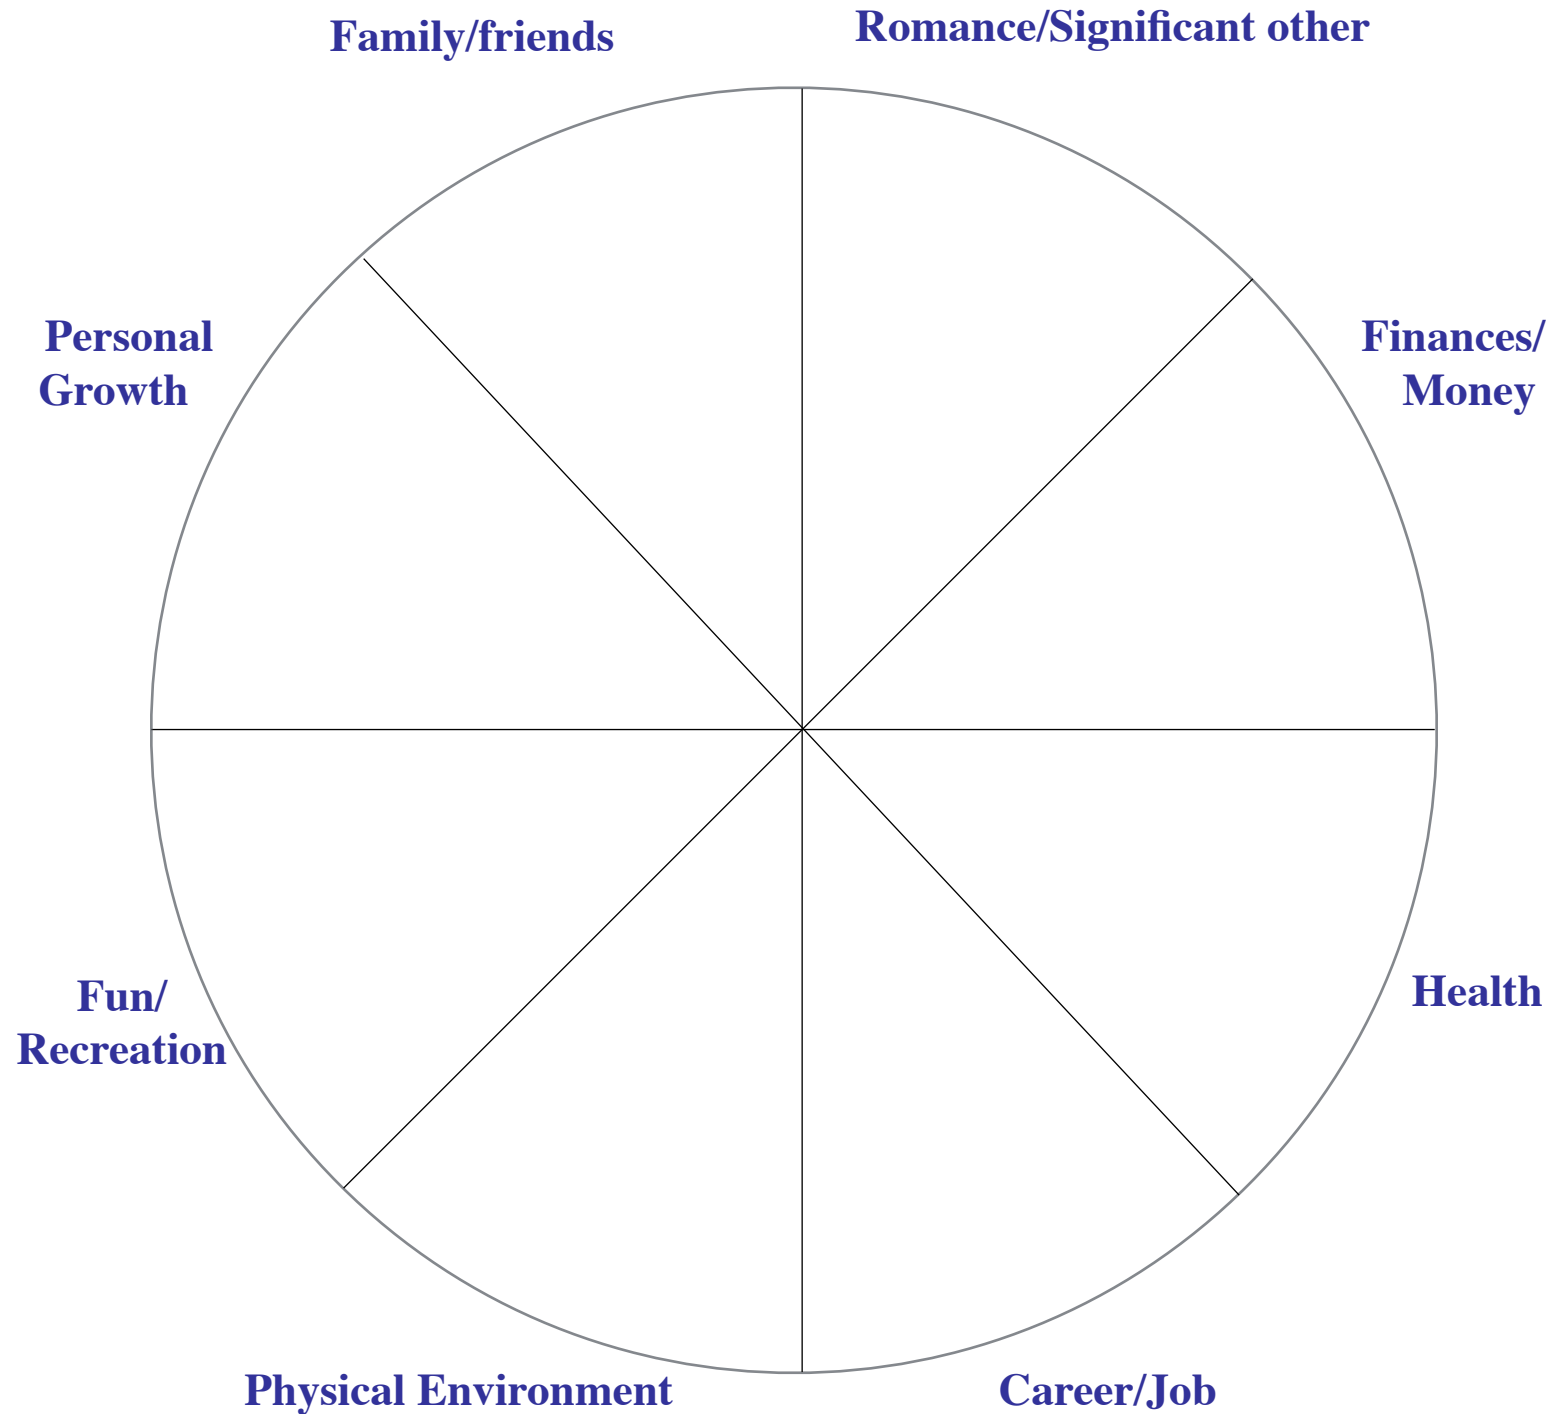 Family/friends
Romance/Significant other
Personal
Growth
Finances/
Money
Fun/
Recreation
Health
Physical Environment
Career/Job